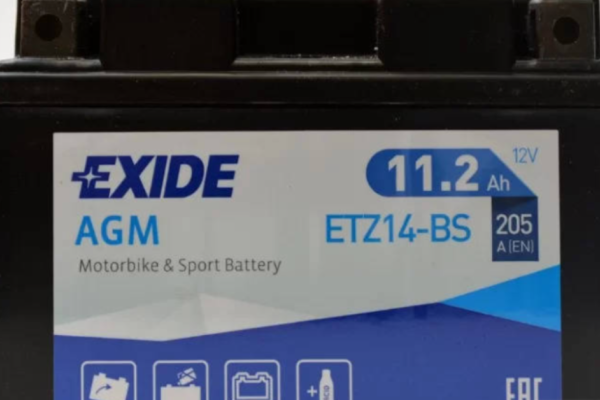 EXIDE
AGM
Motorbike & Sport Battery
12V
11.2 Ah
ETZ14-BS
205
A (EN)
EAC